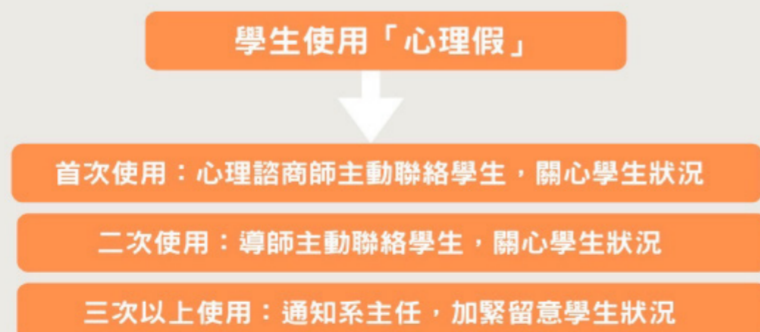 學生使用「心理假」
首次使用：心理諮商師主動聯絡學生，關心學生狀況
二次使用：導師主動聯絡學生，關心學生狀況
三次以上使用：通知系主任，加緊留意學生狀況